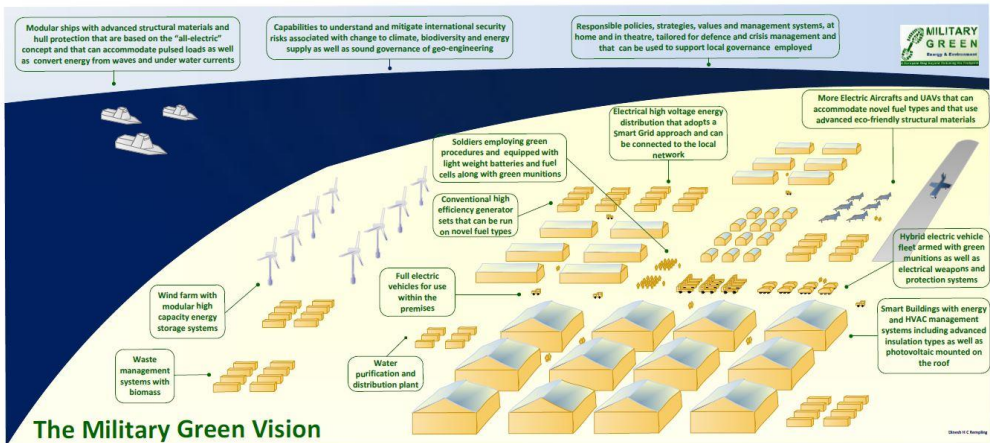 Modular ships with advanced structural materials and
hull protection that are based on the "all-electric"
concept and that can accommodate pulsed loads as well
as convert energy from waves and under water currents
Capabilities to understand and mitigate international security
risks associated with change to climate, biodiversity and energy
supply as well as sound governance of geo-engineering
Responsible policies, strategies, values and management systems, at
home and in theatre, tailored for defence and crisis management and
that can be used to support local governance employed
MILITARY
GREEN
Energy & Environment
More Electric Aircrafts and UAVs that can
accommodate novel fuel types and that use
advanced eco-friendly structural materials
Electrical high voltage energy
distribution that adopts a
Smart Grid approach and can
be connected to the local
network
Soldiers employing green
procedures and equipped with
light weight batteries and fuel
cells along with green munitions
Conventional high
efficiency generator
sets that can be run
on novel fuel types
Hybrid electric vehicle
fleet armed with green
munitions as well as
electrical weapons and
protection systems
Full electric
vehicles for use
within the
premises
Wind farm with
modular high
capacity energy
storage systems
Smart Buildings with energy
and HVAC management
systems including advanced
insulation types as well as
photovoltaic mounted on
the roof
Waste
management
systems with
biomass
Water
purification and
distribution plant
The Military Green Vision
H C Rampling